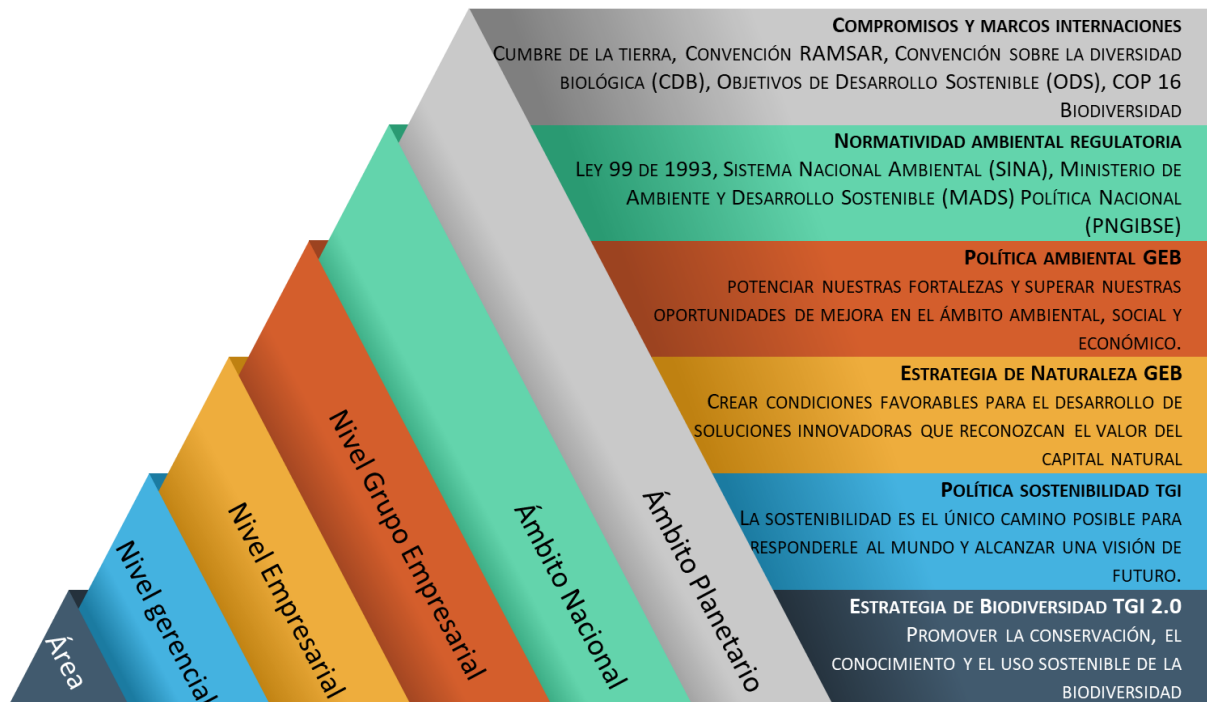 COMPROMISOS Y MARCOS INTERNACIONES
CUMBRE DE LA TIERRA, CONVENCIÓN RAMSAR, CONVENCIÓN SOBRE LA DIVERSIDAD
BIOLÓGICA (CDB), OBJETIVOS DE DESARROLLO SOSTENIBLE (ODS), COP 16
BIODIVERSIDAD
NORMATIVIDAD AMBIENTAL REGULATORIA
LEY 99 DE 1993, SISTEMA NACIONAL AMBIENTAL (SINA), MINISTERIO DE
AMBIENTE Y DESARROLLO SOSTENIBLE (MADS) POLÍTICA NACIONAL
(PNGIBSE)
POLÍTICA AMBIENTAL GEB
POTENCIAR NUESTRAS FORTALEZAS Y SUPERAR NUESTRAS
OPORTUNIDADES DE MEJORA EN EL ÁMBITO AMBIENTAL, SOCIAL Y
ECONÓMICO.
ESTRATEGIA DE NATURALEZA GEB
CREAR CONDICIONES FAVORABLES PARA EL DESARROLLO DE
SOLUCIONES INNOVADORAS QUE RECONOZCAN EL VALOR DEL
CAPITAL NATURAL
POLÍTICA SOSTENIBILIDAD TGI
LA SOSTENIBILIDAD ES EL ÚNICO CAMINO POSIBLE PARA
RESPONDERLE AL MUNDO Y ALCANZAR UNA VISIÓN DE
FUTURO.
ESTRATEGIA DE BIODIVERSIDAD TGI 2.0
PROMOVER LA CONSERVACIÓN, EL
CONOCIMIENTO Y EL USO SOSTENIBLE DE LA
BIODIVERSIDAD
Área
Nivel gerencial
Nivel Empresarial
Nivel Grupo Empresarial
Ámbito Nacional
Ámbito Planetario